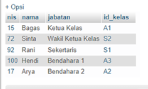 + Opsi
nis nama jabatan id_kelas
15 Bagas Ketua Kelas A1
72 Sinta Wakil Ketua Kelas S2
92 Rani Sekertaris S1
100 Hendi Bendahara 1 A3
17 Arya Bendahara 2 A2